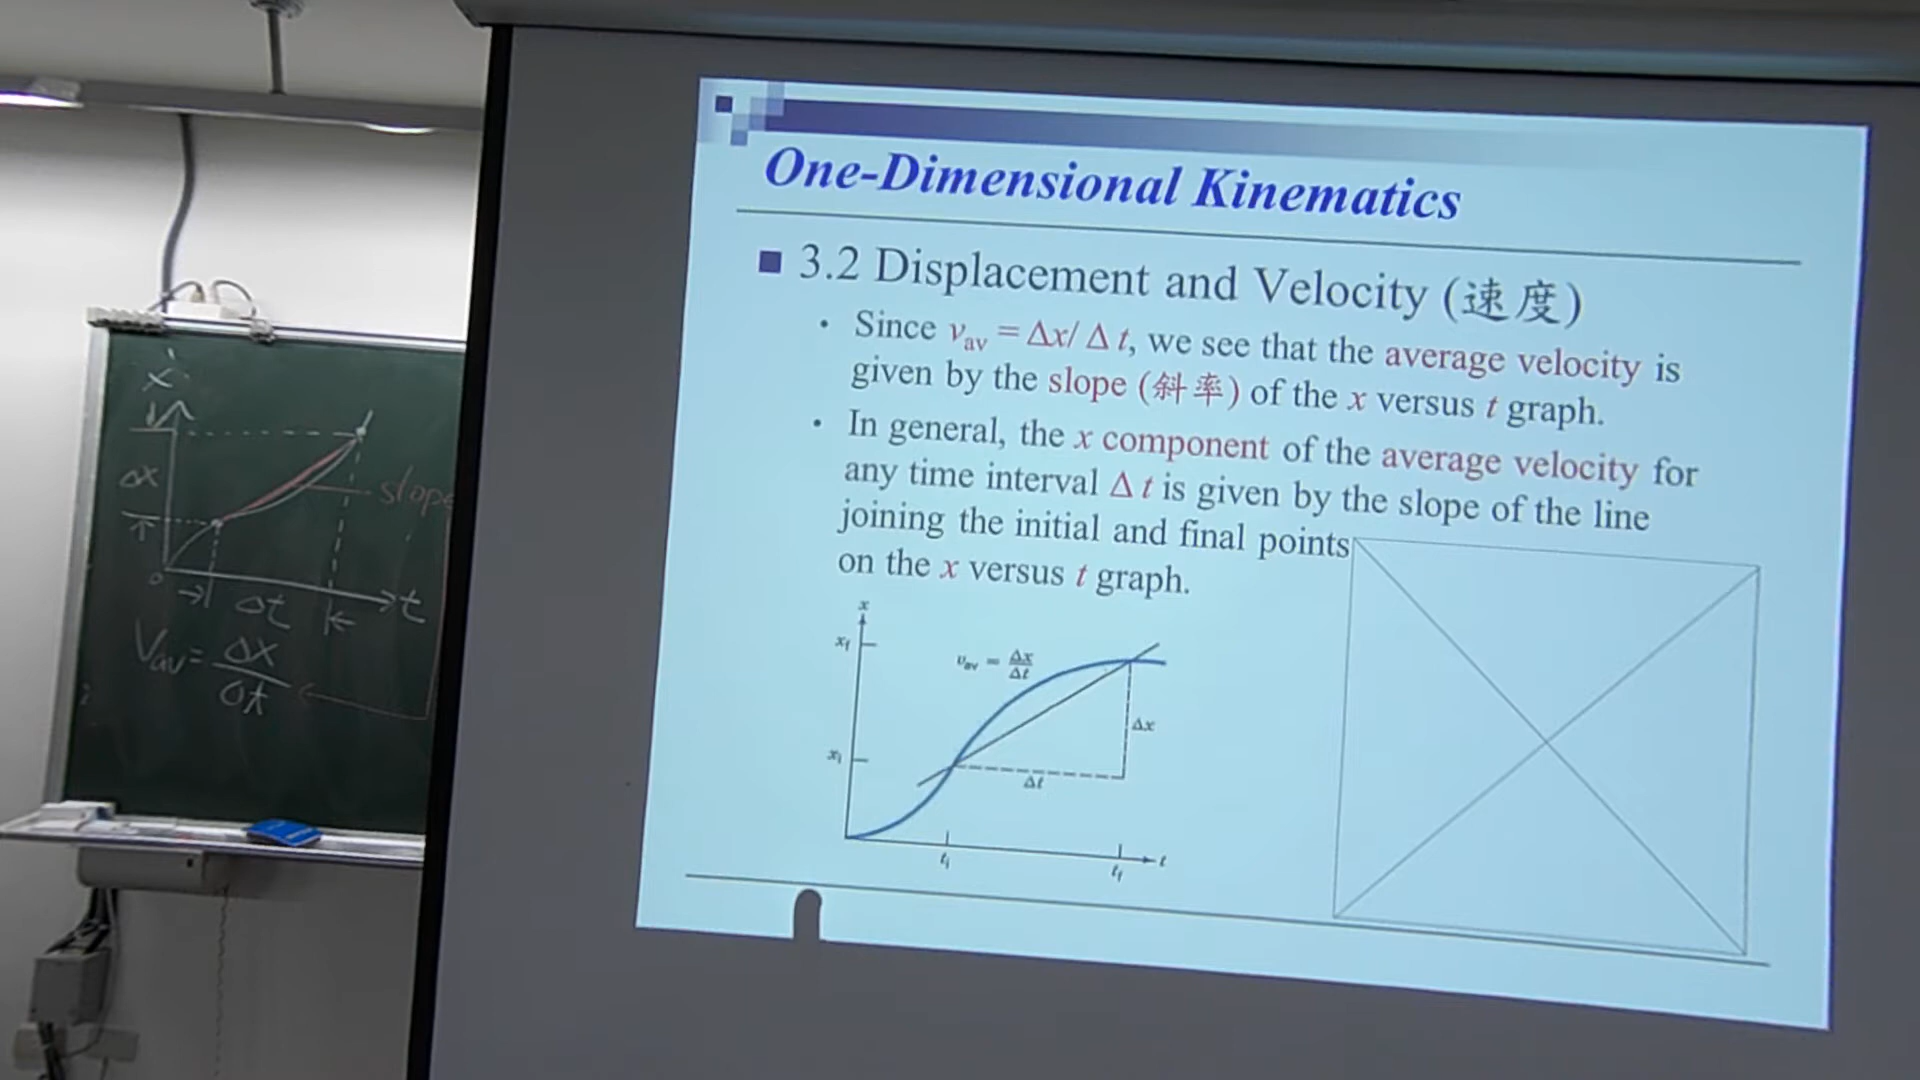 One-Dimensional Kinematics
3.2 Displacement and Velocity (速度)
• Since vav = Δx/ Δ t, we see that the average velocity is
given by the slope (斜率) of the x versus t graph.
• In general, the x component of the average velocity for
any time interval Δ t is given by the slope of the line
joining the initial and final points
on the x versus t graph.
x
xf
vav = Δx/Δt
Δx
xi
Δt
ti
tf
t
x
Δx
slope
o
Δt
t
Vav = Δx/Δt